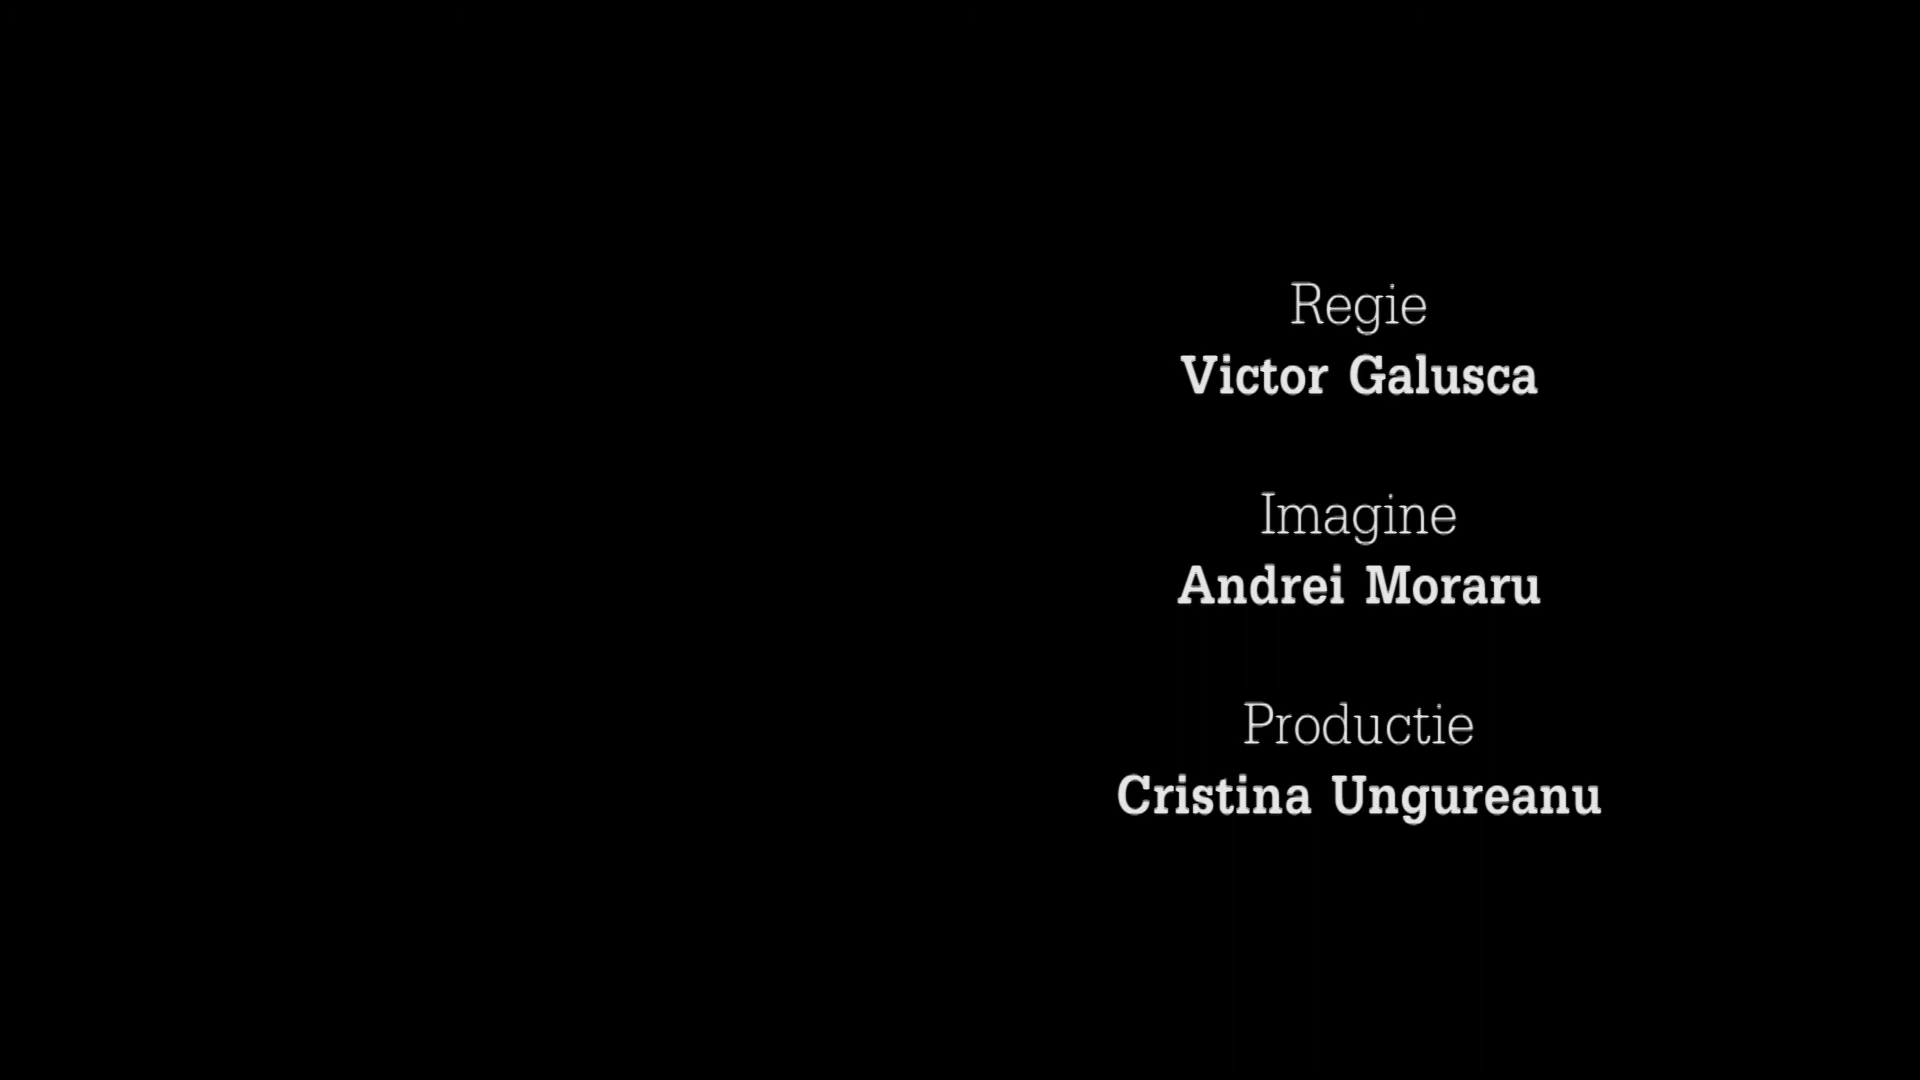 Regie
Victor Galusca
Imagine
Andrei Moraru
Productie
Cristina Ungureanu